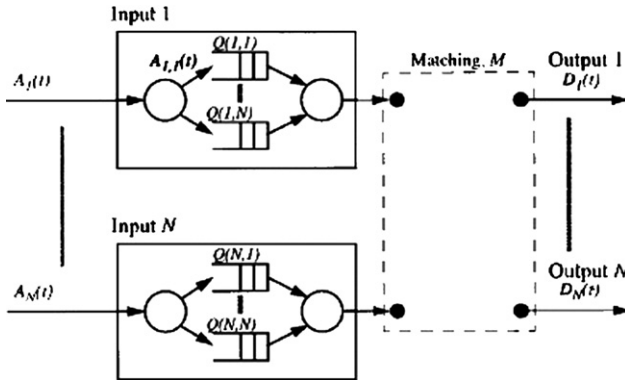 Input 1
A1(t)
A1,1(t)
Q(1,1)
Q(1,N)
Matching, M
Output 1
D1(t)
Input N
AN(t)
Q(N,1)
Q(N,N)
Output N
DN(t)